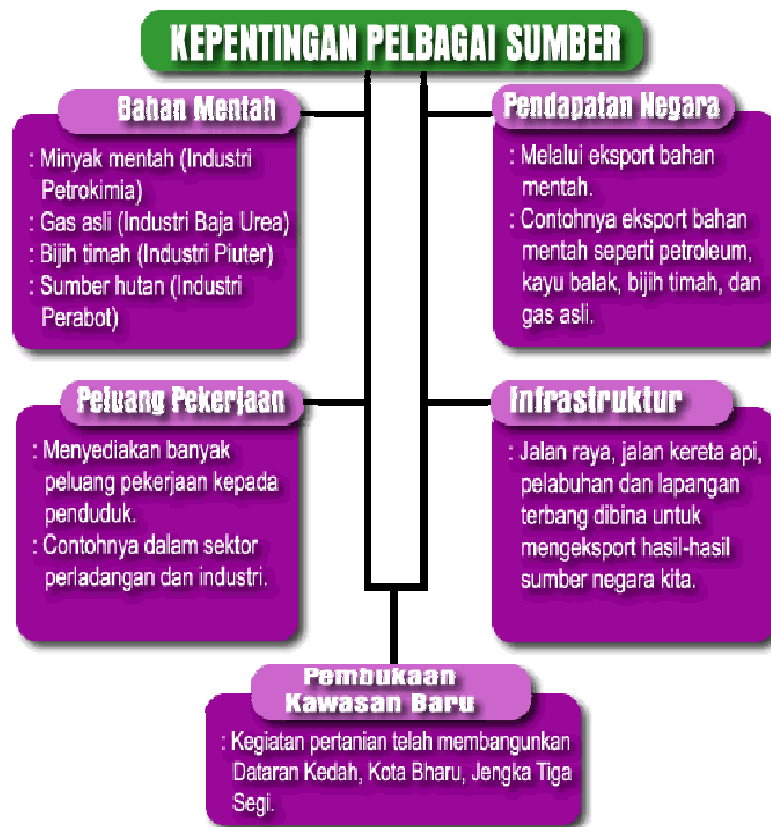 KEPENTINGAN PELBAGAI SUMBER
Bahan Mentah
: Minyak mentah (Industri
Petrokimia)
: Gas asli (Industri Baja Urea)
: Bijih timah (Industri Piuter)
: Sumber hutan (Industri
Perabot)
Pendapatan Negara
: Melalui eksport bahan
mentah.
: Contohnya eksport bahan
mentah seperti petroleum,
kayu balak, bijih timah, dan
gas asli.
Peluang Pekerjaan
: Menyediakan banyak
peluang pekerjaan kepada
penduduk.
: Contohnya dalam sektor
perladangan dan industri.
Infrastruktur
: Jalan raya, jalan kereta api,
pelabuhan dan lapangan
terbang dibina untuk
mengeksport hasil-hasil
sumber negara kita.
Pembukaan
Kawasan Baru
: Kegiatan pertanian telah membangunkan
Dataran Kedah, Kota Bharu, Jengka Tiga
Segi.